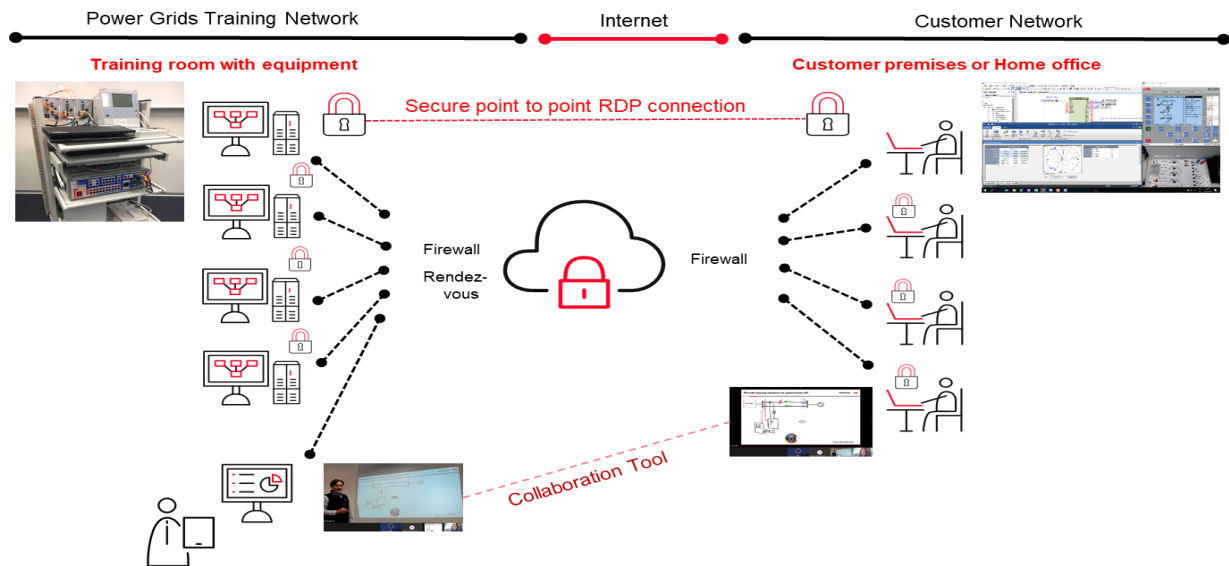 Power Grids Training Network
Internet
Customer Network
Training room with equipment
Customer premises or Home office
Secure point to point RDP connection
Firewall
Rendez-
vous
Firewall
Collaboration Tool